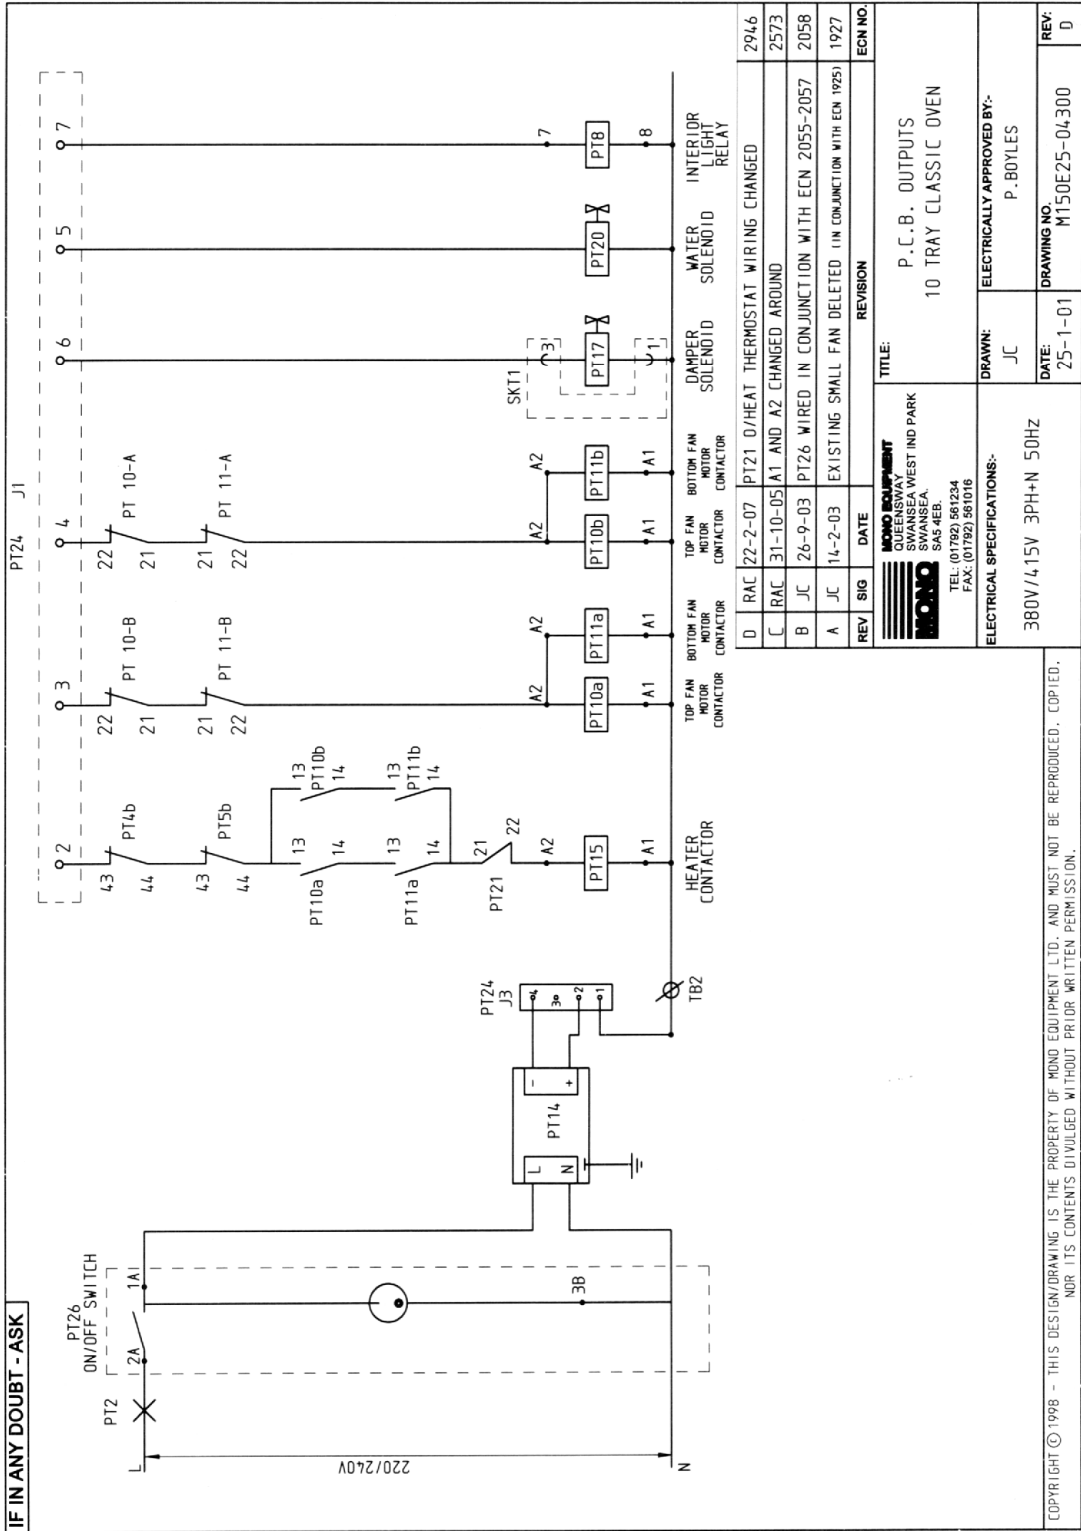 IF IN ANY DOUBT - ASK
PT24 J1
2
3
4
6
5
7
43
PT4b
44
43
PT5b
44
13
PT10a
14
13
PT10b
14
13
PT11a
14
13
PT11b
14
21
PT21
22
A2
PT15
A1
HEATER
CONTACTOR
22
PT 10-B
21
21
PT 11-B
22
A2
PT10a
A1
TOP FAN
MOTOR
CONTACTOR
A2
PT11a
A1
BOTTOM FAN
MOTOR
CONTACTOR
22
PT 10-A
21
21
PT 11-A
22
A2
PT10b
A1
TOP FAN
MOTOR
CONTACTOR
A2
PT11b
A1
BOTTOM FAN
MOTOR
CONTACTOR
SKT1
3
PT17
1
DAMPER
SOLENOID
PT20
WATER
SOLENOID
7
PT8
8
INTERIOR
LIGHT
RELAY
PT26
ON/OFF SWITCH
PT2
2A
1A
L
220/240V
N
3B
L
N
PT14
-
+
PT24
J3
4
3
2
1
TB2
D RAC 22-2-07 PT21 O/HEAT THERMOSTAT WIRING CHANGED 2946
C RAC 31-10-05 A1 AND A2 CHANGED AROUND 2573
B JC 26-9-03 PT26 WIRED IN CONJUNCTION WITH ECN 2055-2057 2058
A JC 14-2-03 EXISTING SMALL FAN DELETED (IN CONJUNCTION WITH ECN 1925) 1927
REV SIG DATE REVISION ECN NO.
MONO
MONO EQUIPMENT
QUEENSWAY
SWANSEA WEST IND PARK
SWANSEA.
SA5 4EB.
TEL: (01792) 561234
FAX: (01792) 561016
TITLE:
P.C.B. OUTPUTS
10 TRAY CLASSIC OVEN
ELECTRICAL SPECIFICATIONS:-
380V/415V 3PH+N 50Hz
DRAWN:
JC
ELECTRICALLY APPROVED BY:-
P.BOYLES
DATE:
25-1-01
DRAWING NO.
M150E25-04300
REV:
D
COPYRIGHT © 1998 - THIS DESIGN/DRAWING IS THE PROPERTY OF MONO EQUIPMENT LTD. AND MUST NOT BE REPRODUCED, COPIED,
NOR ITS CONTENTS DIVULGED WITHOUT PRIOR WRITTEN PERMISSION.